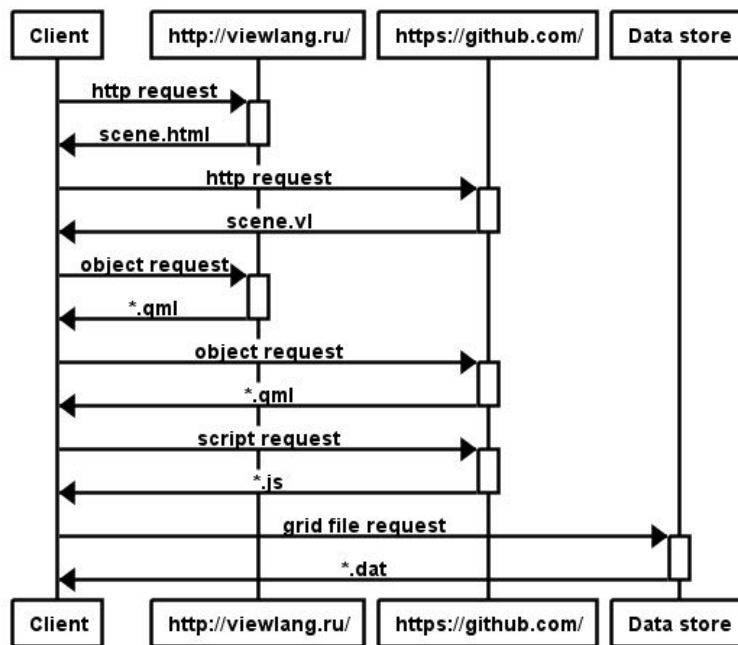 Client
http://viewlang.ru/
https://github.com/
Data store
http request
scene.html
http request
scene.vl
object request
*.qml
object request
*.qml
script request
*.js
grid file request
*.dat
Client
http://viewlang.ru/
https://github.com/
Data store